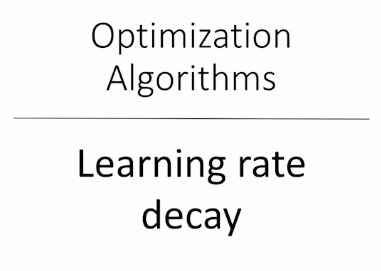 Optimization
Algorithms
Learning rate
decay